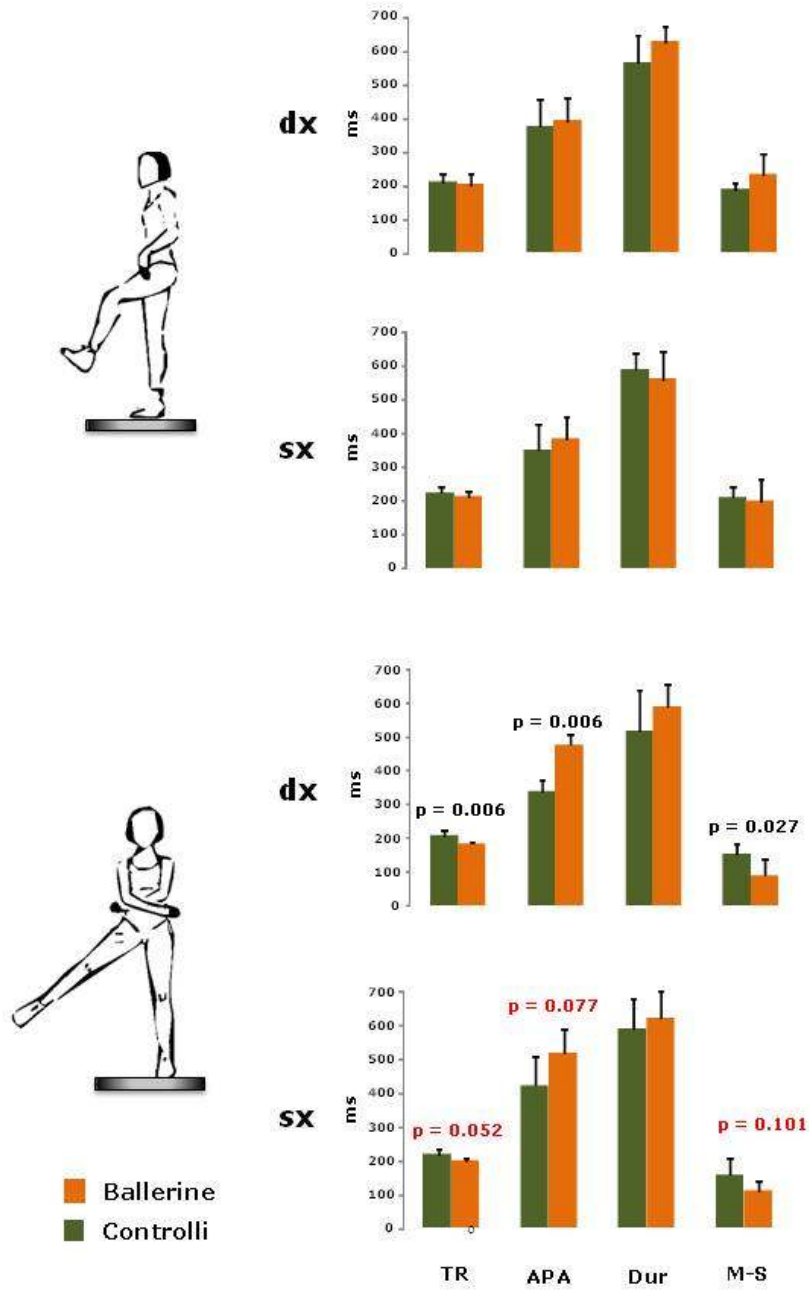 700
600
500
400
300
200
100
0
dx
ms
700
600
500
400
300
200
100
0
sx
ms
700
600
500
400
300
200
100
0
dx
ms
p = 0.006
p = 0.006
p = 0.027
700
600
500
400
300
200
100
0
sx
ms
p = 0.052
p = 0.077
p = 0.101
Ballerine
Controlli
TR APA Dur M-S